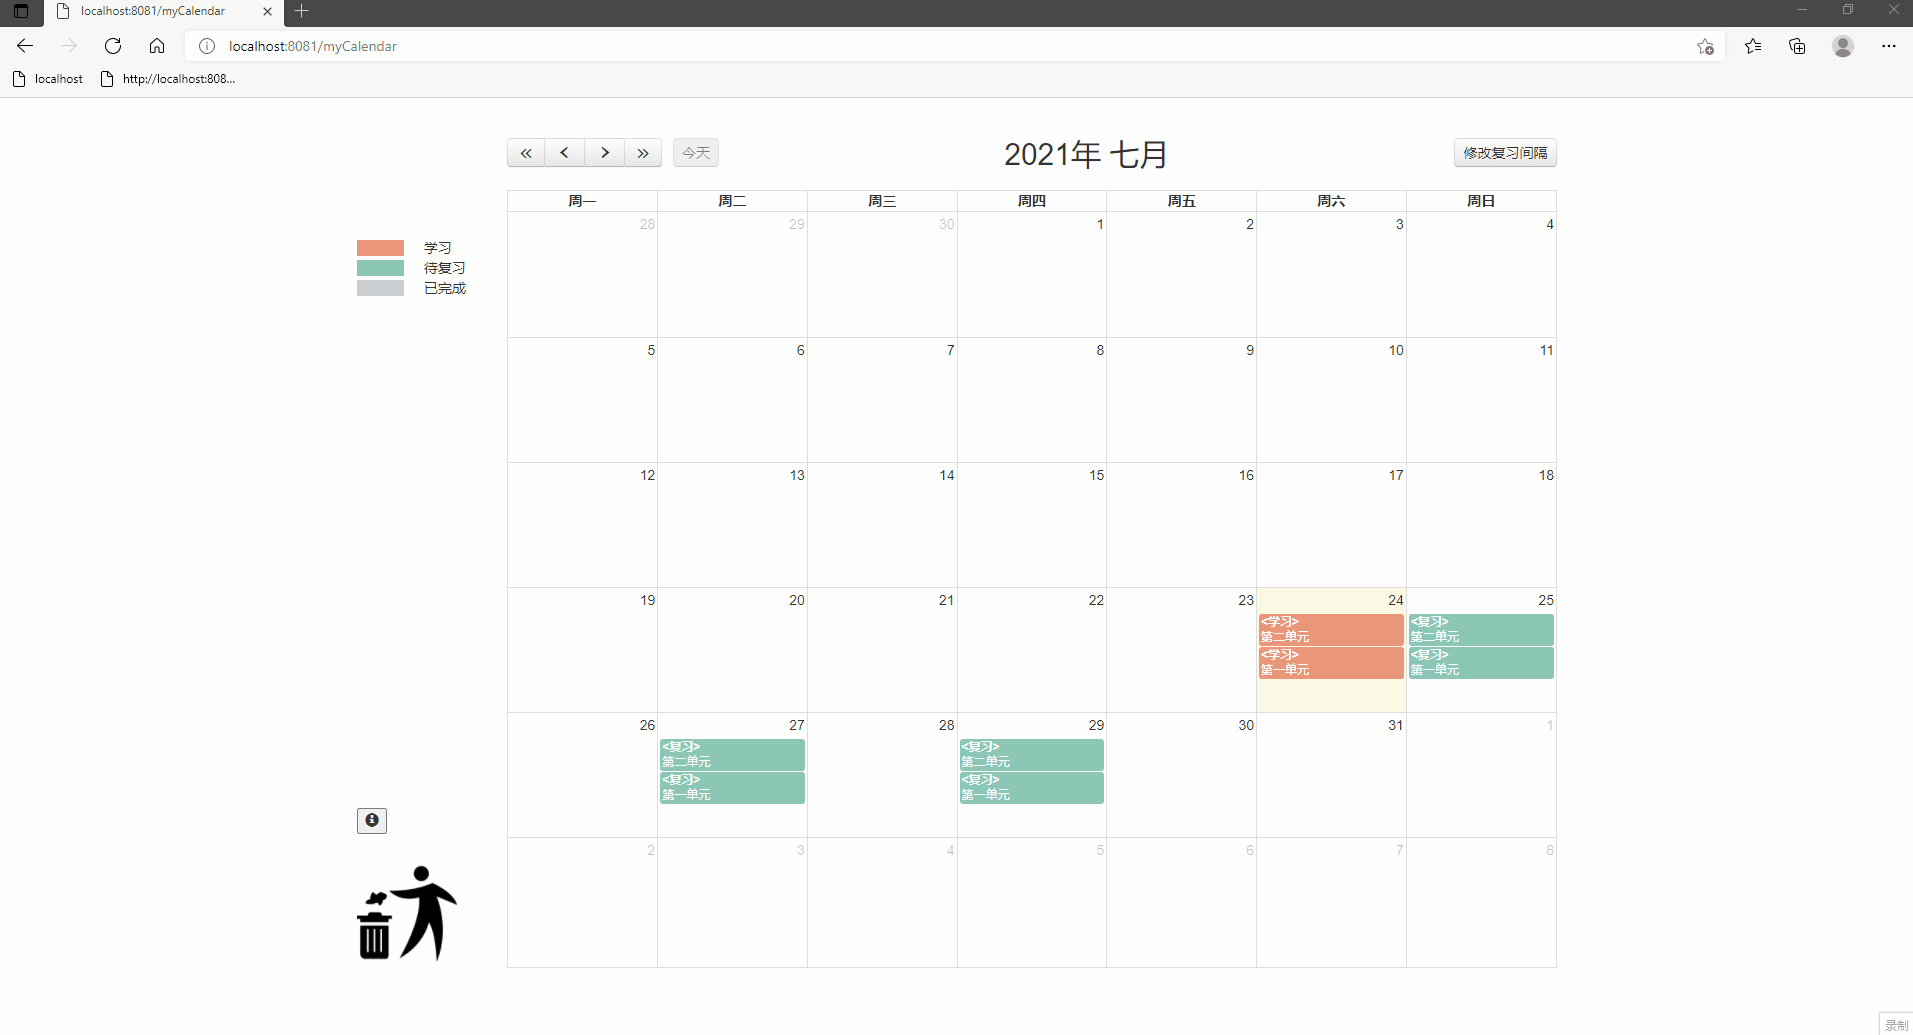 localhost:8081/myCalendar
localhost:8081/myCalendar
localhost
http://localhost:808...
今天
2021年 七月
修改复习间隔
周一 周二 周三 周四 周五 周六 周日
28 29 30 1 2 3 4
学习
待复习
已完成
5 6 7 8 9 10 11
12 13 14 15 16 17 18
19 20 21 22 23 24 25
<学习> <复习>
第二单元 第二单元
<学习> <复习>
第一单元 第一单元
26 27 28 29 30 31 1
<复习> <复习>
第二单元 第二单元
<复习> <复习>
第一单元 第一单元
2 3 4 5 6 7 8
录制